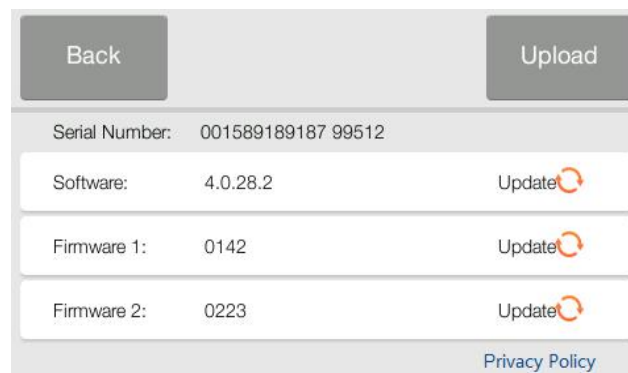 Back Upload
Serial Number: 001589189187 99512
Software: 4.0.28.2 Update
Firmware 1: 0142 Update
Firmware 2: 0223 Update
Privacy Policy